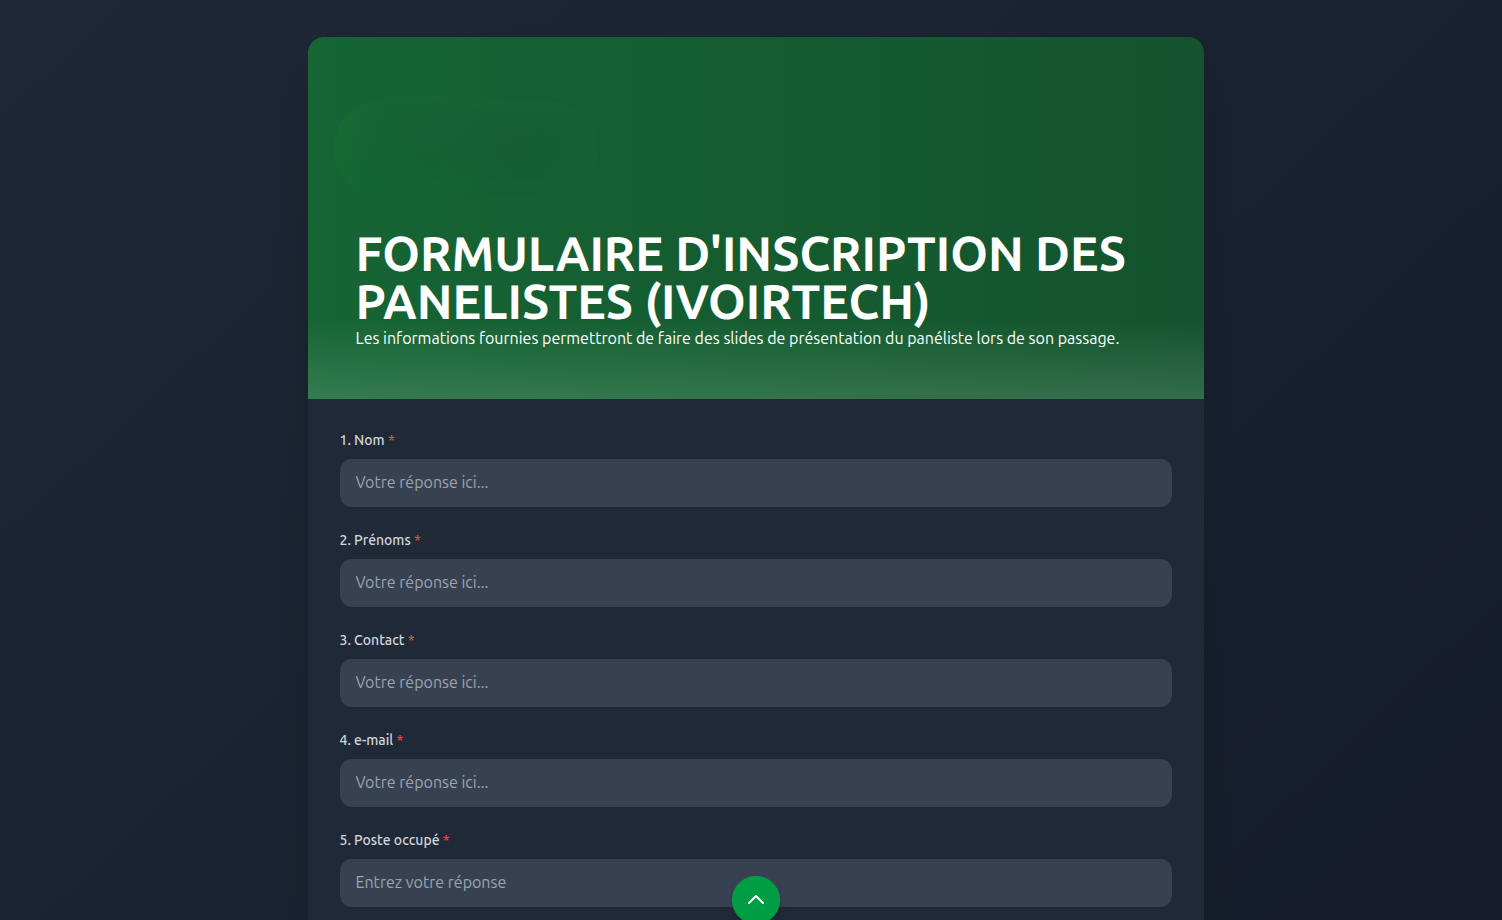 FORMULAIRE D'INSCRIPTION DES
PANELISTES (IVOIRTECH)
Les informations fournies permettront de faire des slides de présentation du panéliste lors de son passage.
1. Nom *
Votre réponse ici...
2. Prénoms *
Votre réponse ici...
3. Contact *
Votre réponse ici...
4. e-mail *
Votre réponse ici...
5. Poste occupé *
Entrez votre réponse